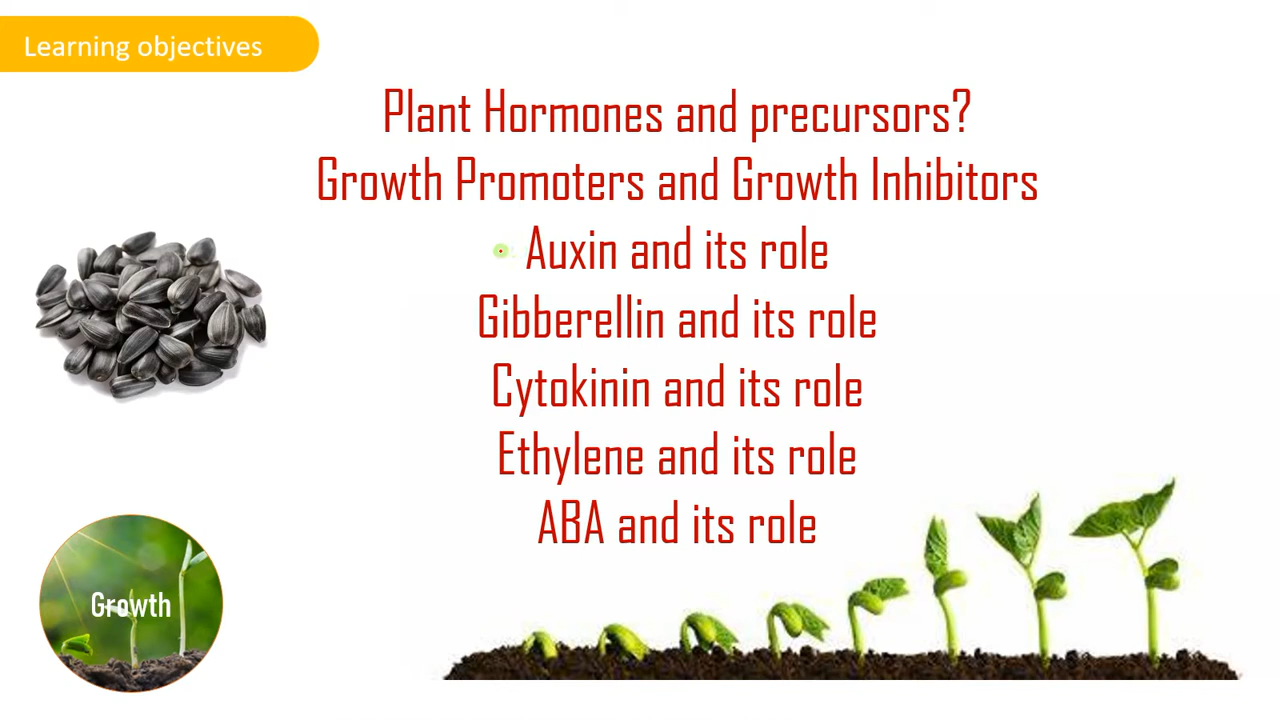 Learning objectives
Plant Hormones and precursors?
Growth Promoters and Growth Inhibitors
Auxin and its role
Gibberellin and its role
Cytokinin and its role
Ethylene and its role
ABA and its role
Growth